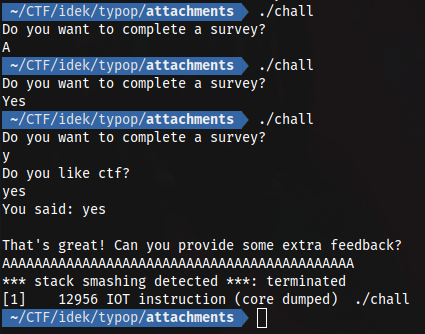 ~/CTF/idek/typop/attachments ./chall
Do you want to complete a survey?
A
~/CTF/idek/typop/attachments ./chall
Do you want to complete a survey?
Yes
~/CTF/idek/typop/attachments ./chall
Do you want to complete a survey?
y
Do you like ctf?
yes
You said: yes
That's great! Can you provide some extra feedback?
AAAAAAAAAAAAAAAAAAAAAAAAAAAAAAAAAAAAAAAAAAAA
*** stack smashing detected ***: terminated
[1]    12956 IOT instruction (core dumped)  ./chall
~/CTF/idek/typop/attachments